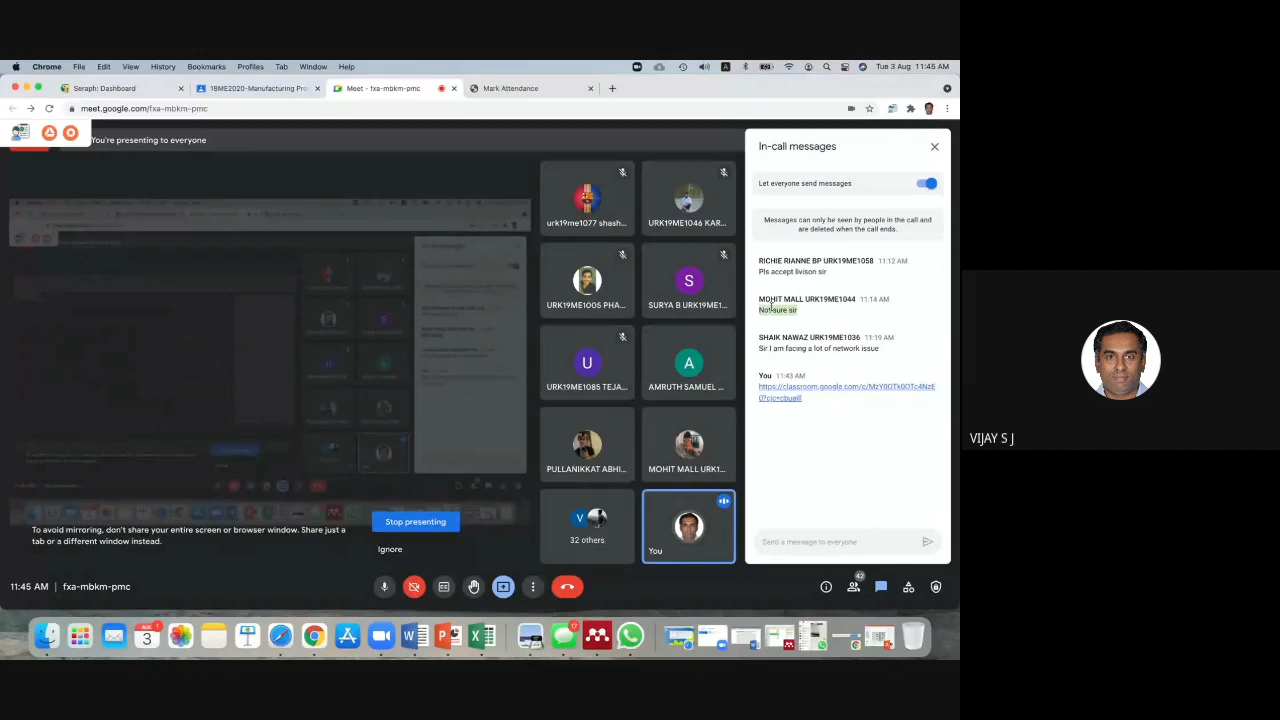 Chrome File Edit View History Bookmarks Profiles Tab Window Help
Tue 3 Aug 11:45 AM
Seraph: Dashboard
18ME2020-Manufacturing Pro
Meet - fxa-mbkm-pmc
Mark Attendance
meet.google.com/fxa-mbkm-pmc
You're presenting to everyone
urk19me1077 shash...
URK19ME1046 KAR...
URK19ME1005 PHA...
SURYA B URK19ME1...
URK19ME1085 TEJA...
AMRUTH SAMUEL ...
PULLANIKKAT ABHI...
MOHIT MALL URK1...
32 others
You
In-call messages
Let everyone send messages
Messages can only be seen by people in the call and
are deleted when the call ends.
RICHIE RIANNE BP URK19ME1058 11:12 AM
Pls accept livison sir
MOHIT MALL URK19ME1044 11:14 AM
Not sure sir
SHAIK NAWAZ URK19ME1036 11:19 AM
Sir I am facing a lot of network issue
You 11:43 AM
Send a message to everyone
To avoid mirroring, don't share your entire screen or browser window. Share just a
tab or a different window instead.
Stop presenting
Ignore
11:45 AM | fxa-mbkm-pmc
42
VIJAY S J